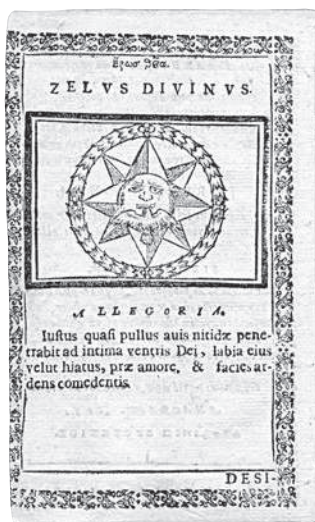 ZELVS DIVINVS.
ALLEGORIA.
Iustus quasi pullus auis nitidæ pene-
trabit ad intima ventris Dei, labia eius
velut hiatus, præ amore, & facies ar-
dens comedentis.
DESI-